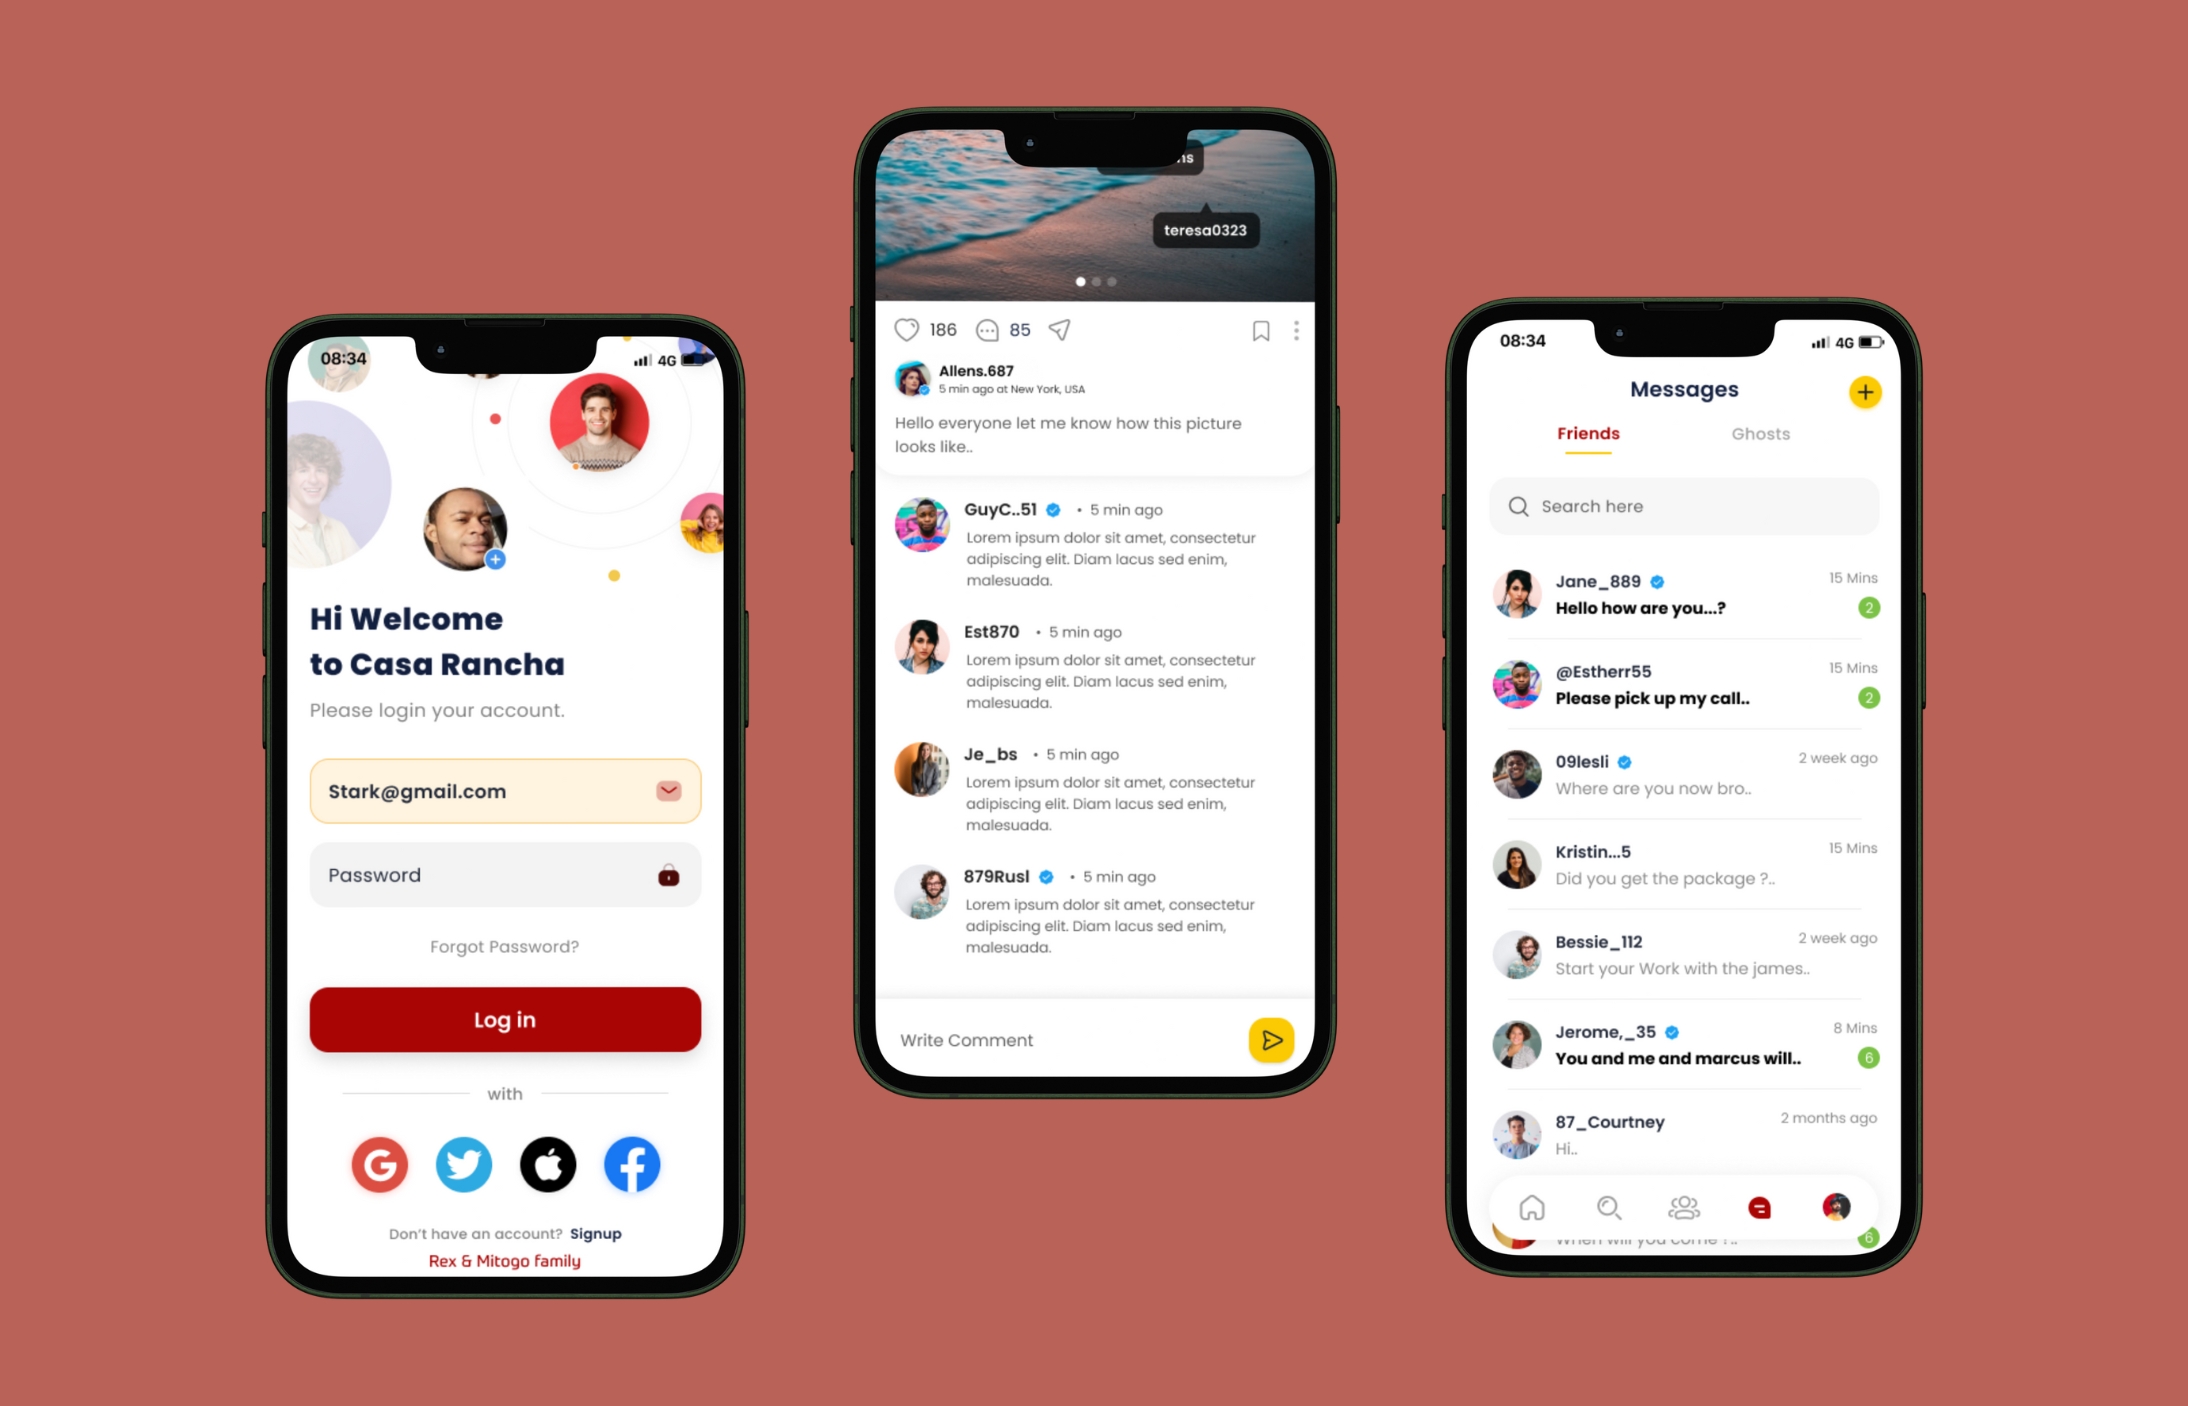 08:34
4G
Hi Welcome
to Casa Rancha
Please login your account.
Stark@gmail.com
Password
Forgot Password?
Log in
with
Don't have an account? Signup
Rex & Mitogo family
teresa0323
186 85
Allens.687
5 min ago at New York, USA
Hello everyone let me know how this picture
looks like..
GuyC..51 • 5 min ago
Lorem ipsum dolor sit amet, consectetur
adipiscing elit. Diam lacus sed enim,
malesuada.
Est870 • 5 min ago
Lorem ipsum dolor sit amet, consectetur
adipiscing elit. Diam lacus sed enim,
malesuada.
Je_bs • 5 min ago
Lorem ipsum dolor sit amet, consectetur
adipiscing elit. Diam lacus sed enim,
malesuada.
879Rusl • 5 min ago
Lorem ipsum dolor sit amet, consectetur
adipiscing elit. Diam lacus sed enim,
malesuada.
Write Comment
08:34
4G
Messages
Friends Ghosts
Search here
Jane_889 15 Mins
Hello how are you...? 2
@Estherr55 15 Mins
Please pick up my call.. 2
09lesli 2 week ago
Where are you now bro..
Kristin...5 15 Mins
Did you get the package ?..
Bessie_112 2 week ago
Start your Work with the james..
Jerome,_35 8 Mins
You and me and marcus will.. 6
87_Courtney 2 months ago
Hi..
When will you come ?.. 6